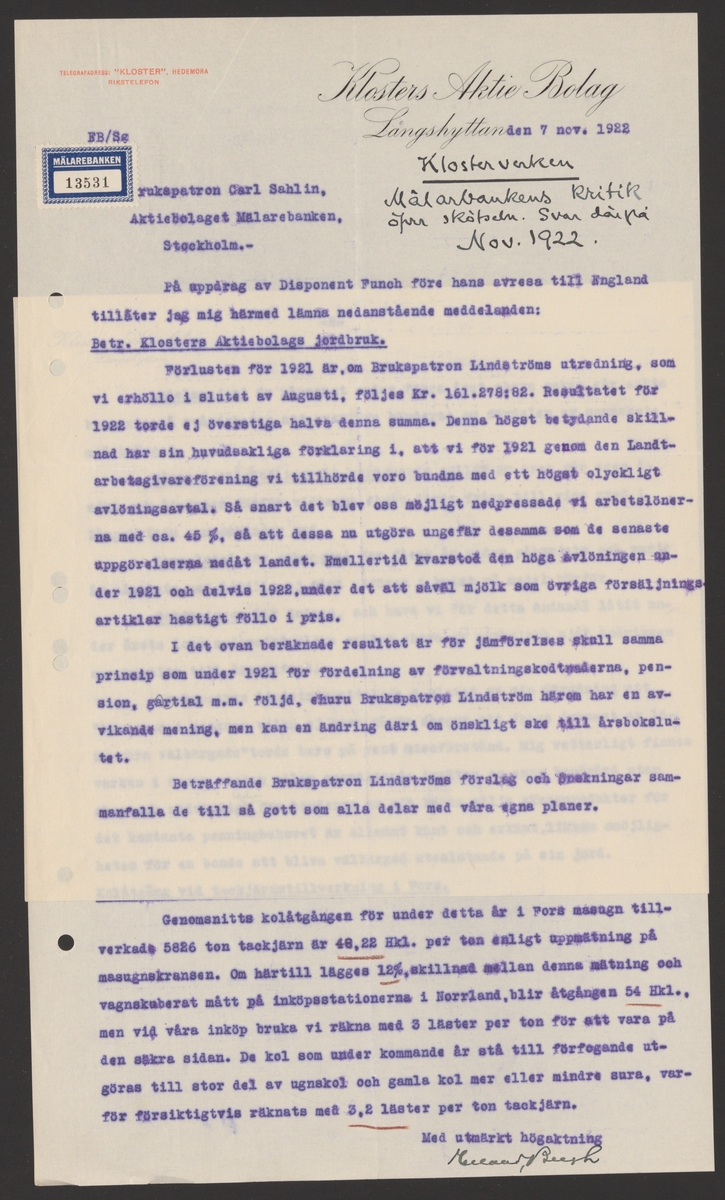 TELEGRAFADRESS: "KLOSTER", HEDEMORA
RIKSTELEFON
Klosters Aktie Bolag
Långshyttan den 7 nov. 1922
FB/Sg
Klosterverken
MÄLAREBANKEN
13531
Mälarbankens kritik
över skötseln. Svar därpå
Nov. 1922.
rukspatron Carl Sahlin,
Aktiebolaget Mälarebanken,
Stockholm.-
På uppdrag av Disponent Funch före hans avresa till England
tillåter jag mig härmed lämna nedanstående meddelanden:
Betr. Klosters Aktiebolags jordbruk.
Förlusten för 1921 är, om Brukspatron Lindströms utredning, som
vi erhöllo i slutet av Augusti, följes Kr. 161.278:82. Resultatet för
1922 torde ej överstiga halva denna summa. Denna högst betydande skill-
nad har sin huvudsakliga förklaring i, att vi för 1921 genom den Landt-
arbetsgivareförening vi tillhörde voro bundna med ett högst olyckligt
avlöningsavtal. Så snart det blev oss möjligt nedpressade vi arbetslöner-
na med ca. 45 %, så att dessa nu utgöra ungefär desamma som de senaste
uppgörelserna nedåt landet. Emellertid kvarstod den höga avlöningen un-
der 1921 och delvis 1922, under det att såväl mjölk som övriga försäljnings-
artiklar hastigt föllo i pris.
I det ovan beräknade resultat är för jämförelses skull samma
princip som under 1921 för fördelning av förvaltningskodtnaderna, pen-
sion, gartial m.m. följd, ehuru Brukspatron Lindström härom har en av-
vikande mening, men kan en ändring däri om önskligt ske till årsbokslu-
tet.
Beträffande Brukspatron Lindströms förslag och önskningar sam-
manfalla de till så gott som alla delar med våra egna planer.
Genomsnitts kolåtgången för under detta år i Fors masugn till-
verkade 5826 ton tackjärn är 48,22 Hkl. per ton enligt uppmätning på
masugnskransen. Om härtill lägges 12%, skillnad mellan denna mätning och
vagnskuberat mått på inköpsstationerna i Norrland, blir åtgången 54 Hkl.,
men vid våra inköp bruka vi räkna med 3 läster per ton för att vara på
den säkra sidan. De kol som under kommande år stå till förfogande ut-
göras till stor del av ugnskol och gamla kol mer eller mindre sura, var-
för försiktigtvis räknats med 3,2 läster per ton tackjärn.
Med utmärkt högaktning